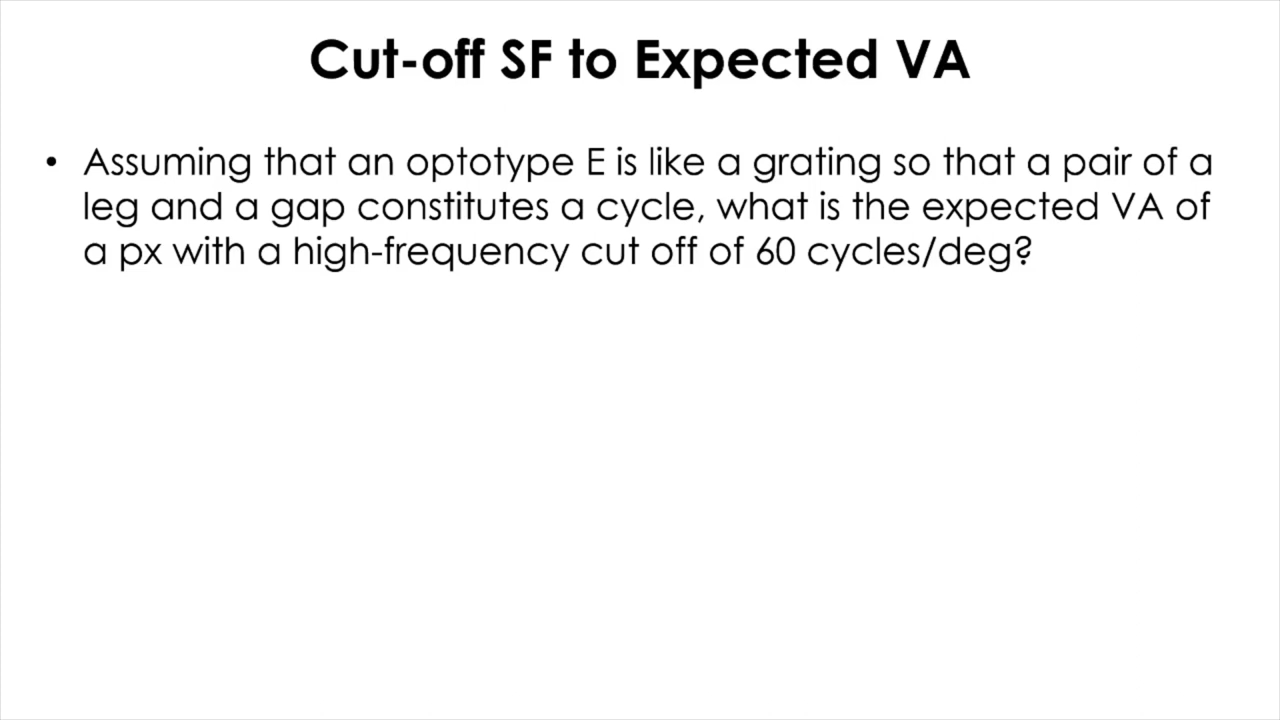 Cut-off SF to Expected VA
• Assuming that an optotype E is like a grating so that a pair of a
leg and a gap constitutes a cycle, what is the expected VA of
a px with a high-frequency cut off of 60 cycles/deg?